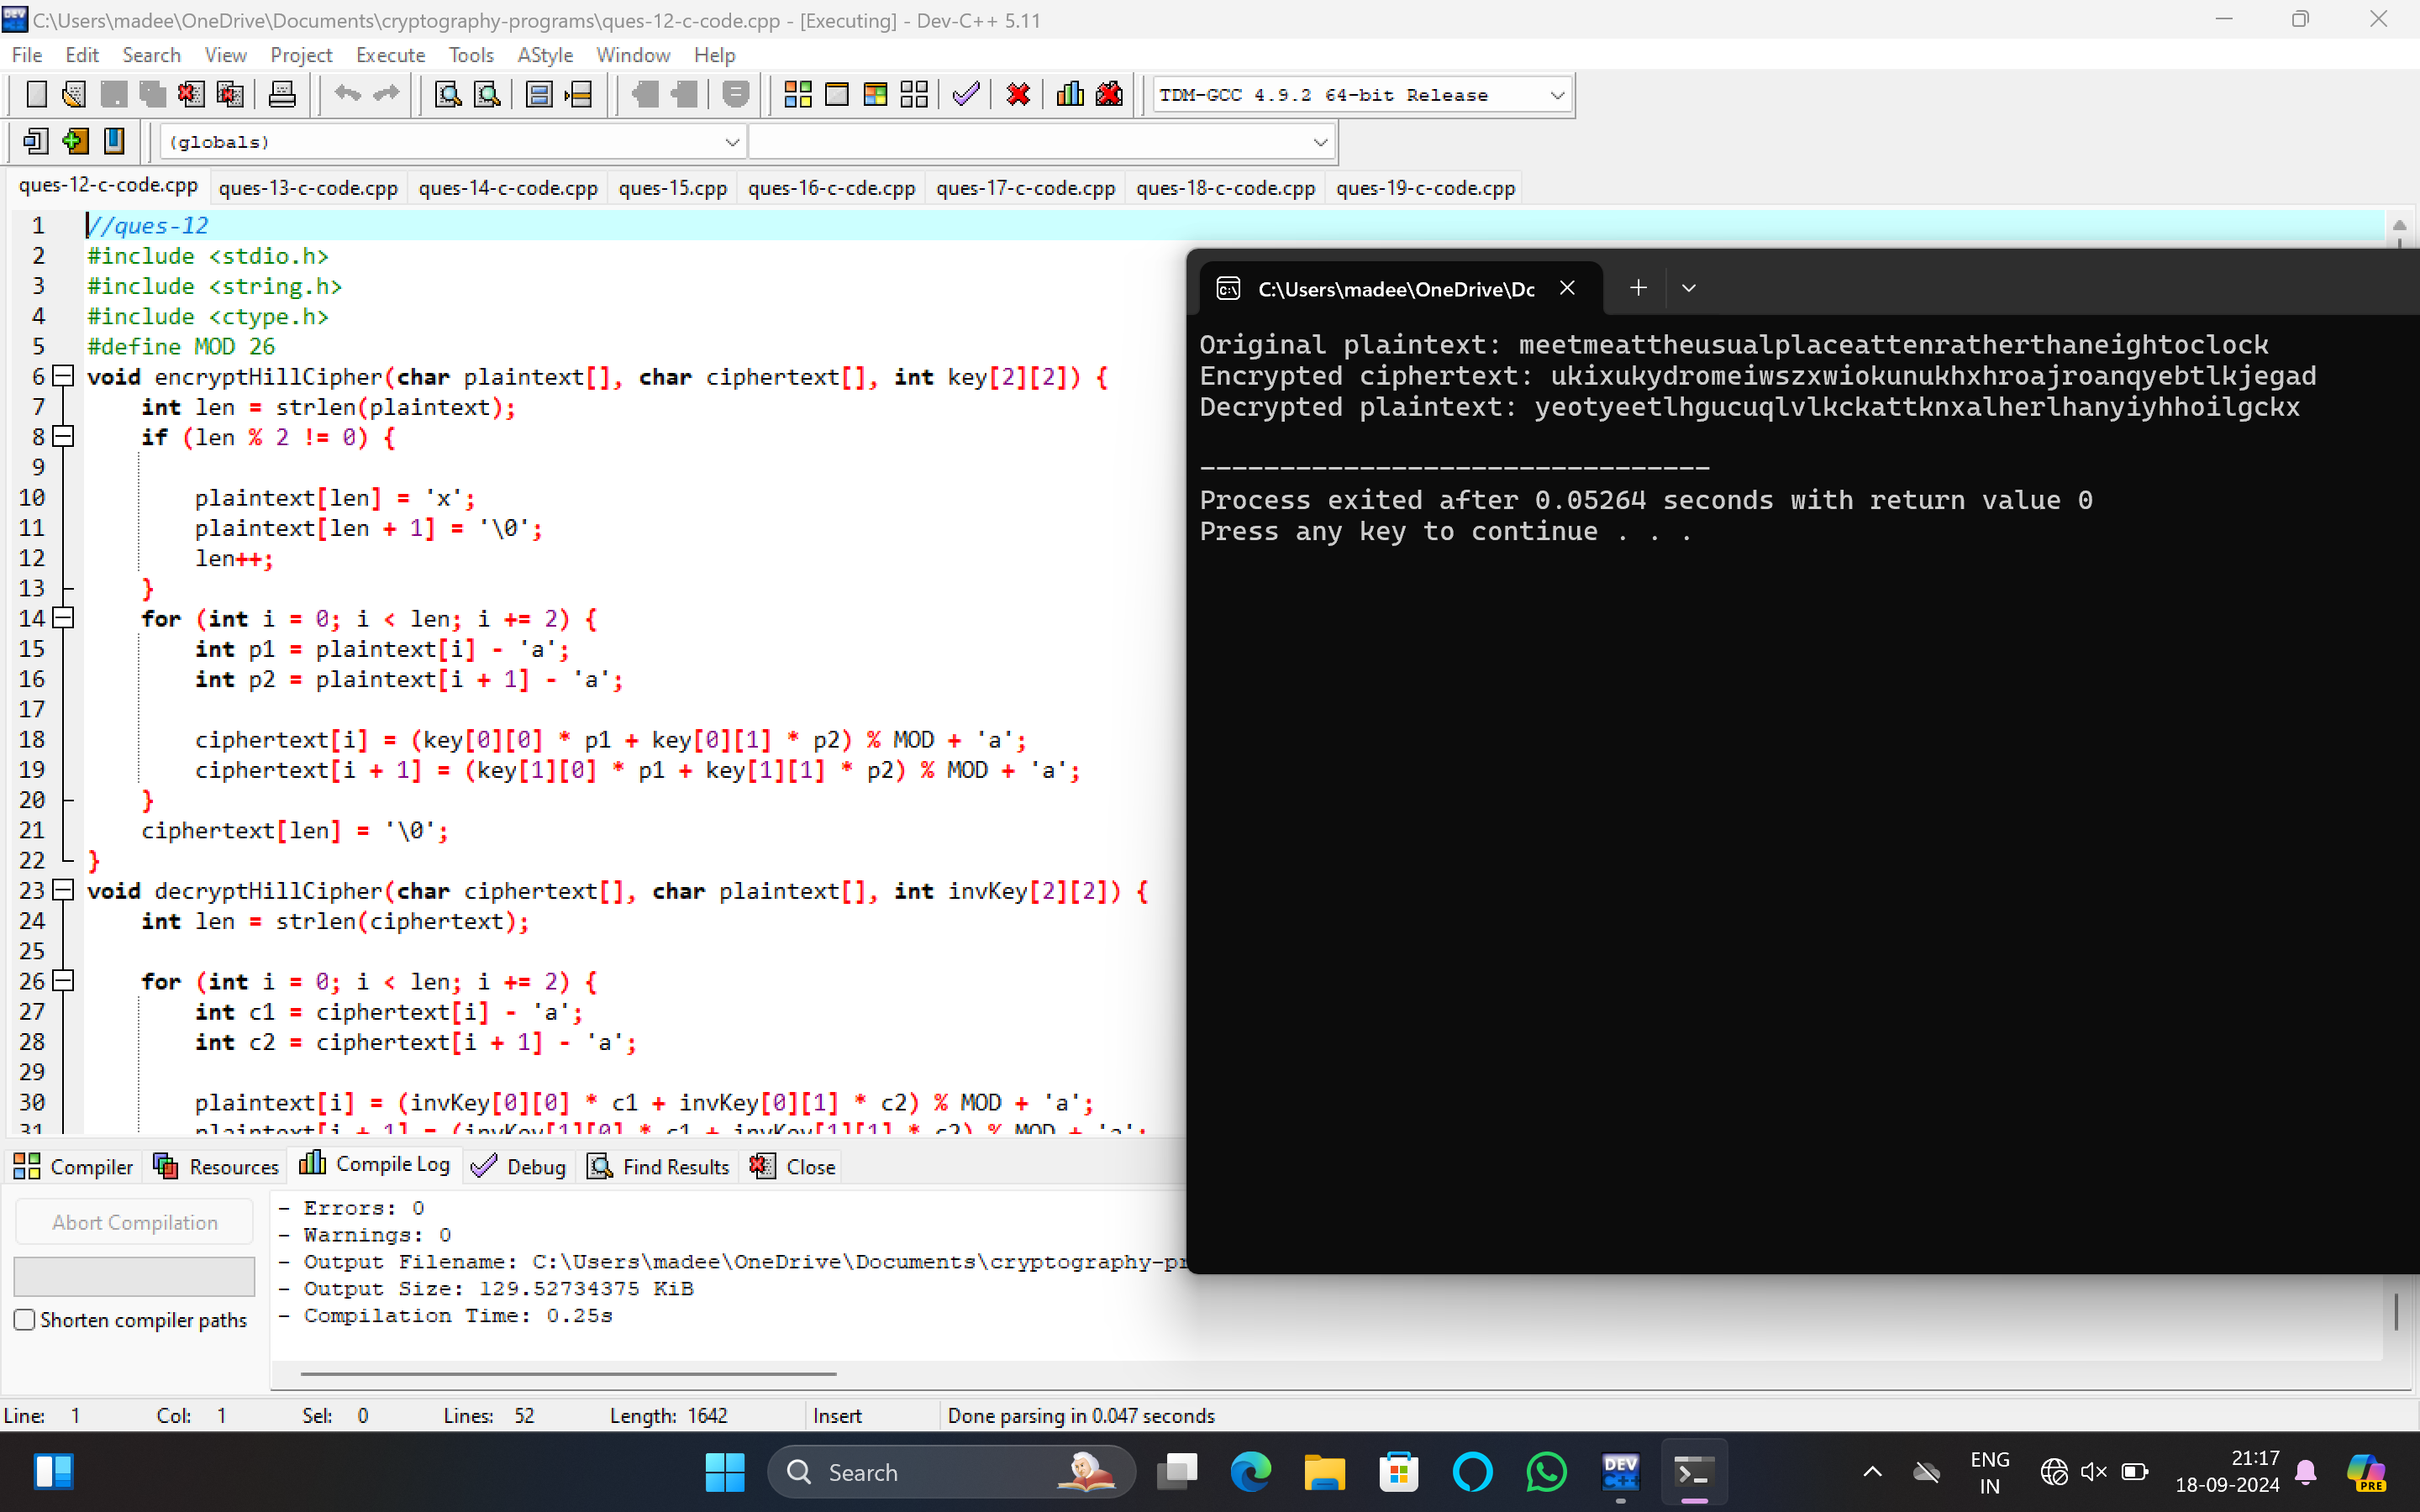 C:\Users\madee\OneDrive\Documents\cryptography-programs\ques-12-c-code.cpp - [Executing] - Dev-C++ 5.11
File Edit Search View Project Execute Tools AStyle Window Help
TDM-GCC 4.9.2 64-bit Release
(globals)
ques-12-c-code.cpp ques-13-c-code.cpp ques-14-c-code.cpp ques-15.cpp ques-16-c-cde.cpp ques-17-c-code.cpp ques-18-c-code.cpp ques-19-c-code.cpp
1 //ques-12
2 #include <stdio.h>
3 #include <string.h>
4 #include <ctype.h>
5 #define MOD 26
6 void encryptHillCipher(char plaintext[], char ciphertext[], int key[2][2]) {
7 int len = strlen(plaintext);
8 if (len % 2 != 0) {
9
10 plaintext[len] = 'x';
11 plaintext[len + 1] = '\0';
12 len++;
13 }
14 for (int i = 0; i < len; i += 2) {
15 int p1 = plaintext[i] - 'a';
16 int p2 = plaintext[i + 1] - 'a';
17
18 ciphertext[i] = (key[0][0] * p1 + key[0][1] * p2) % MOD + 'a';
19 ciphertext[i + 1] = (key[1][0] * p1 + key[1][1] * p2) % MOD + 'a';
20 }
21 ciphertext[len] = '\0';
22 }
23 void decryptHillCipher(char ciphertext[], char plaintext[], int invKey[2][2]) {
24 int len = strlen(ciphertext);
25
26 for (int i = 0; i < len; i += 2) {
27 int c1 = ciphertext[i] - 'a';
28 int c2 = ciphertext[i + 1] - 'a';
29
30 plaintext[i] = (invKey[0][0] * c1 + invKey[0][1] * c2) % MOD + 'a';
31 plaintext[i + 1] = (invKey[1][0] * c1 + invKey[1][1] * c2) % MOD + 'a';
C:\Users\madee\OneDrive\Dc
Original plaintext: meetmeattheusualplaceattenratherthaneightoclock
Encrypted ciphertext: ukixukydromeiwszxwiokunukhxhroajroanqyebtlkjegad
Decrypted plaintext: yeotyeetlhgucuqlvlkckattknxalherlhanyiyhhoilgckx
--------------------------------
Process exited after 0.05264 seconds with return value 0
Press any key to continue . . .
Compiler Resources Compile Log Debug Find Results Close
Abort Compilation
Shorten compiler paths
- Errors: 0
- Warnings: 0
- Output Filename: C:\Users\madee\OneDrive\Documents\cryptography-pr
- Output Size: 129.52734375 KiB
- Compilation Time: 0.25s
Line: 1 Col: 1 Sel: 0 Lines: 52 Length: 1642 Insert Done parsing in 0.047 seconds
Search
DEV
C++
ENG
IN
21:17
18-09-2024
PRE